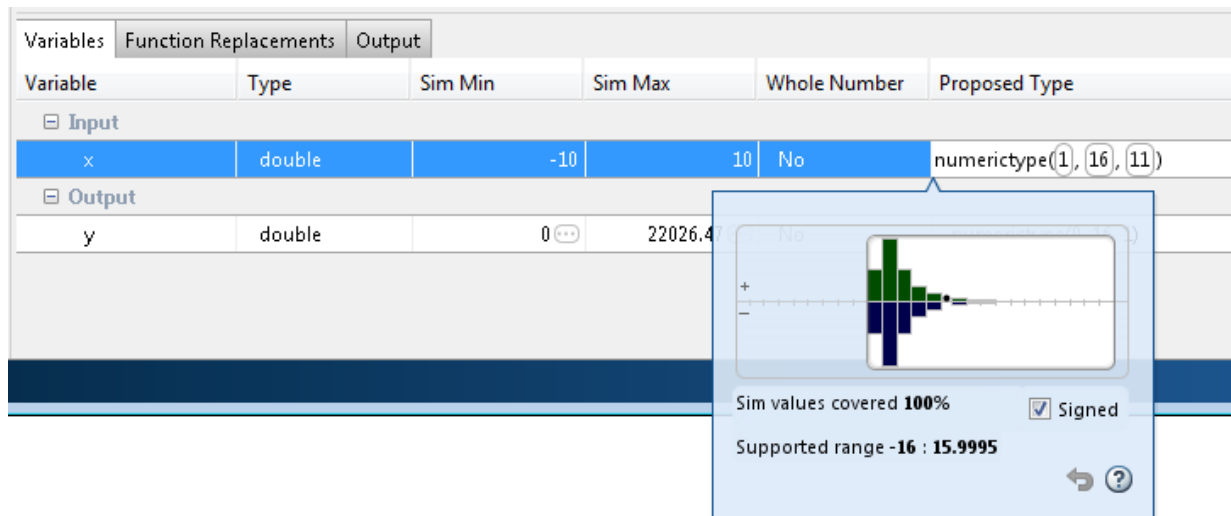 Variables Function Replacements Output
Variable Type Sim Min Sim Max Whole Number Proposed Type
Input
x double -10 10 No numerictype(1, 16, 11)
Output
y double 0 22026.47 No
+
−
Sim values covered 100% Signed
Supported range -16 : 15.9995